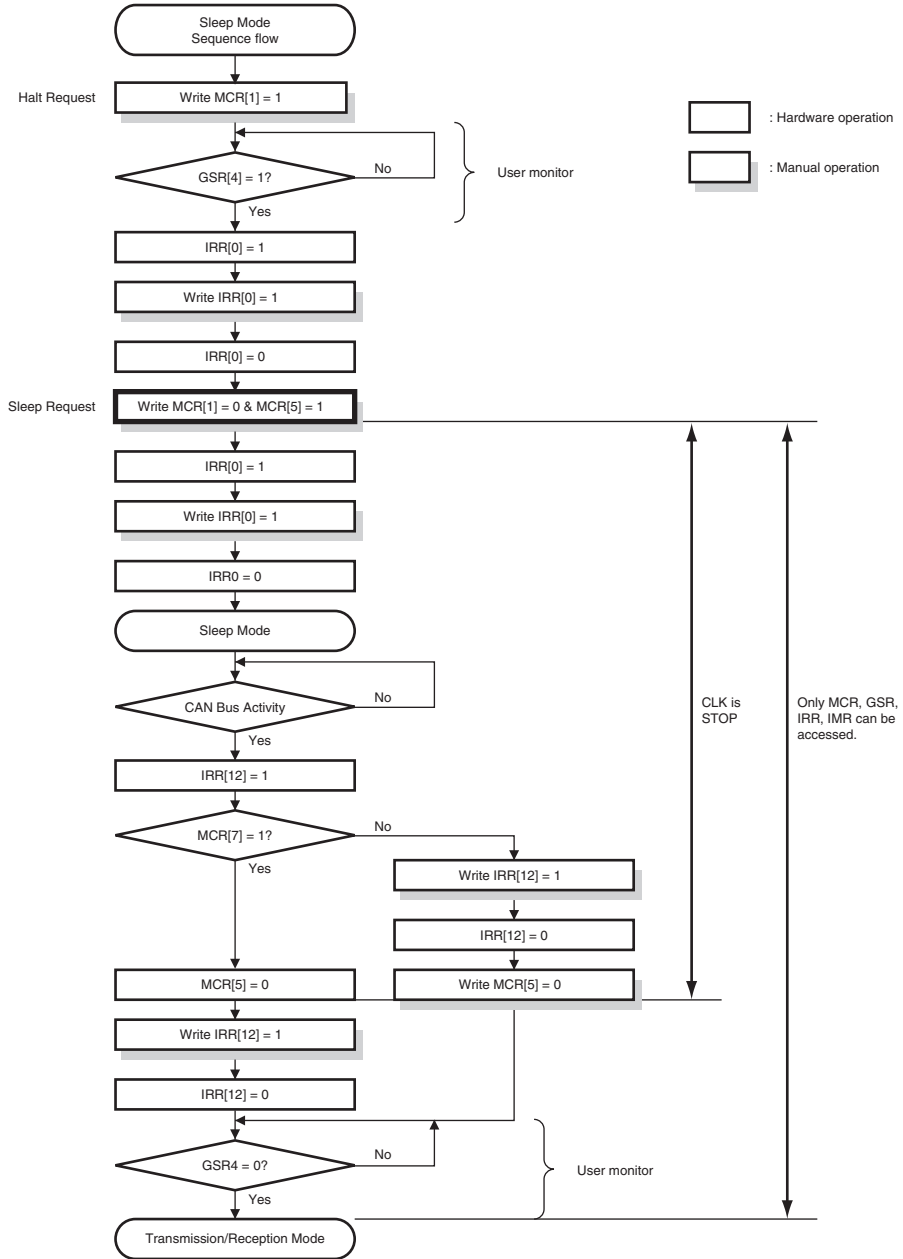 Sleep Mode
Sequence flow
Halt Request
Write MCR[1] = 1
: Hardware operation
: Manual operation
GSR[4] = 1?
No
User monitor
Yes
IRR[0] = 1
Write IRR[0] = 1
IRR[0] = 0
Sleep Request
Write MCR[1] = 0 & MCR[5] = 1
IRR[0] = 1
Write IRR[0] = 1
IRR0 = 0
Sleep Mode
CAN Bus Activity
No
Yes
CLK is
STOP
Only MCR, GSR,
IRR, IMR can be
accessed.
IRR[12] = 1
MCR[7] = 1?
No
Yes
Write IRR[12] = 1
IRR[12] = 0
MCR[5] = 0
Write MCR[5] = 0
Write IRR[12] = 1
IRR[12] = 0
GSR4 = 0?
No
User monitor
Yes
Transmission/Reception Mode